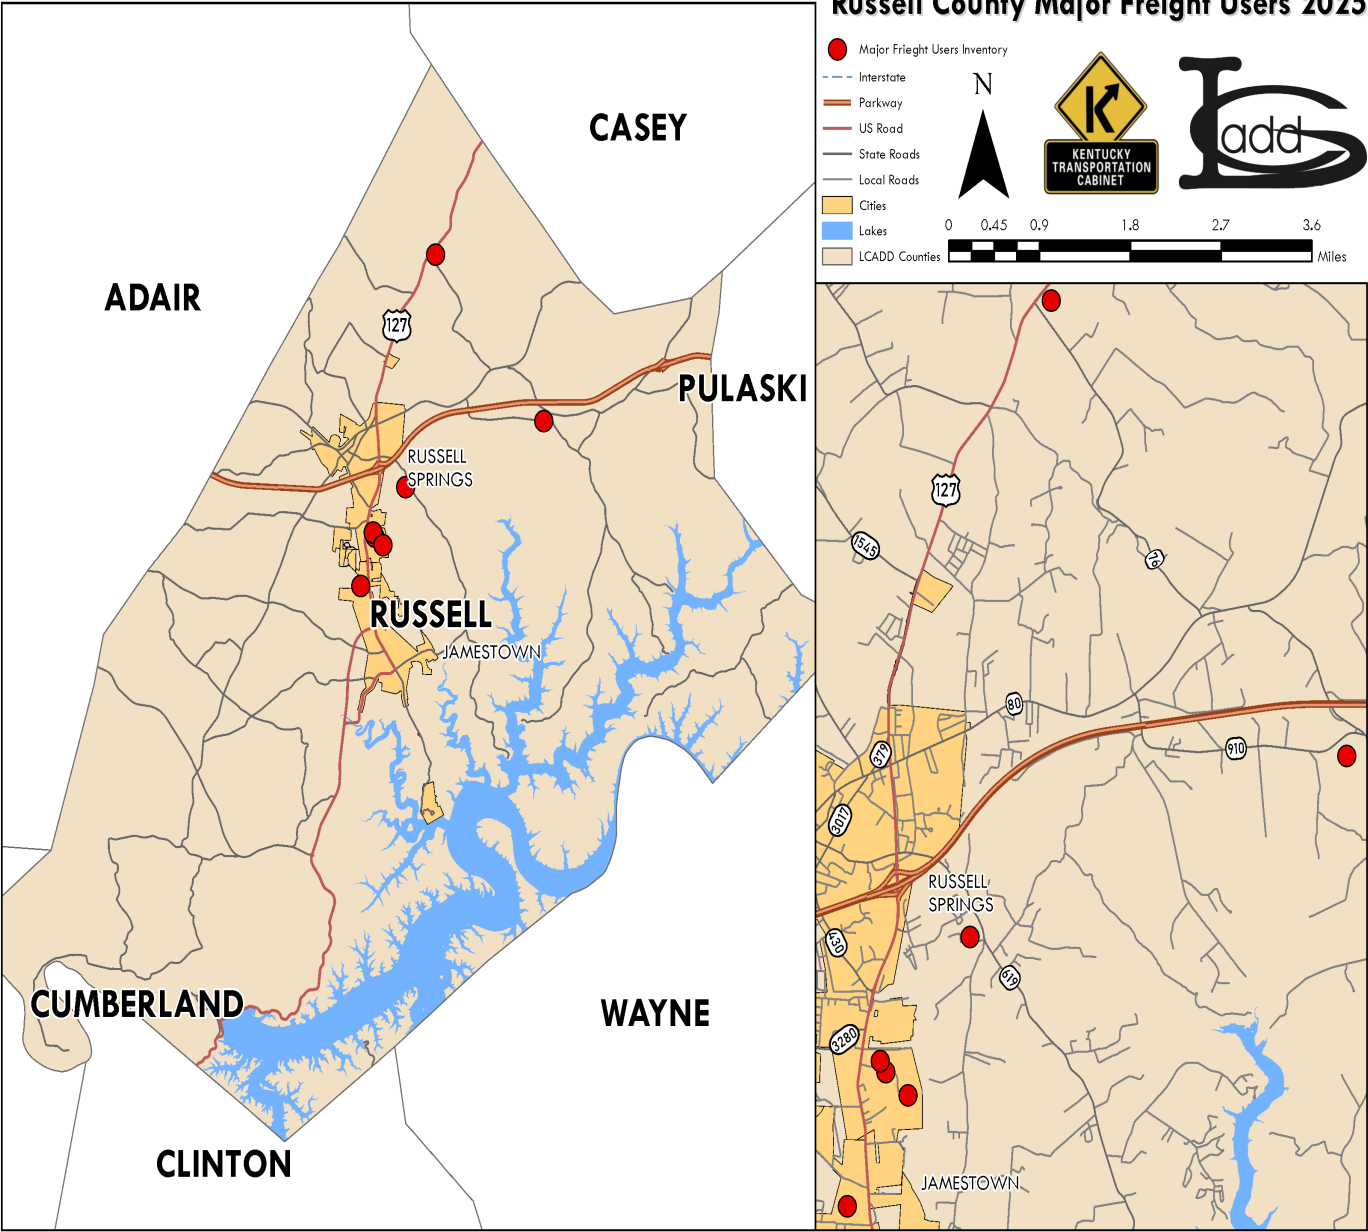 Russell County Major Freight Users 2025
Major Frieght Users Inventory
Interstate
Parkway
US Road
State Roads
Local Roads
Cities
Lakes
LCADD Counties
N
KENTUCKY
TRANSPORTATION
CABINET
Ladd
0 0.45 0.9 1.8 2.7 3.6
Miles
CASEY
ADAIR
127
PULASKI
RUSSELL
SPRINGS
RUSSELL
JAMESTOWN
CUMBERLAND
WAYNE
CLINTON
127
1545
76
80
379
910
3017
RUSSELL
SPRINGS
430
619
3280
JAMESTOWN